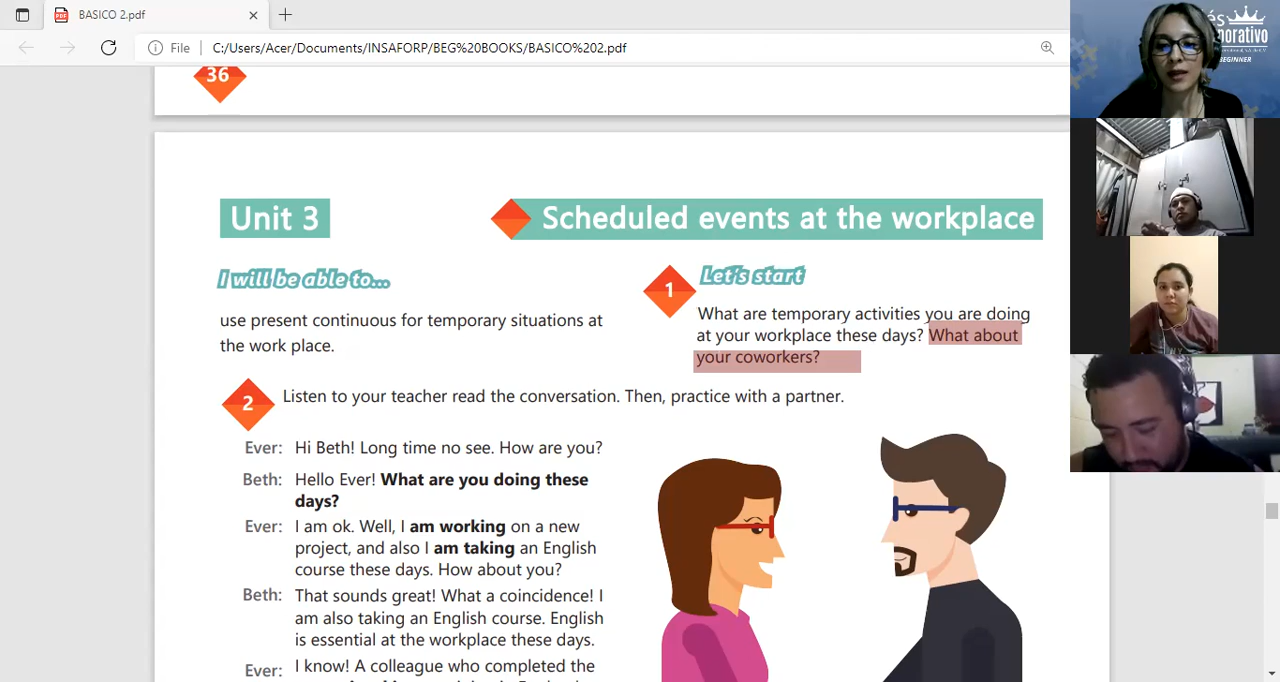 BASICO 2.pdf
File
C:/Users/Acer/Documents/INSAFORP/BEG%20BOOKS/BASICO%202.pdf
BEGINNER
36
Unit 3
Scheduled events at the workplace
I will be able to...
use present continuous for temporary situations at
the work place.
1
Let's start
What are temporary activities you are doing
at your workplace these days? What about
your coworkers?
2
Listen to your teacher read the conversation. Then, practice with a partner.
Ever: Hi Beth! Long time no see. How are you?
Beth: Hello Ever! What are you doing these
days?
Ever: I am ok. Well, I am working on a new
project, and also I am taking an English
course these days. How about you?
Beth: That sounds great! What a coincidence! I
am also taking an English course. English
is essential at the workplace these days.
Ever: I know! A colleague who completed the